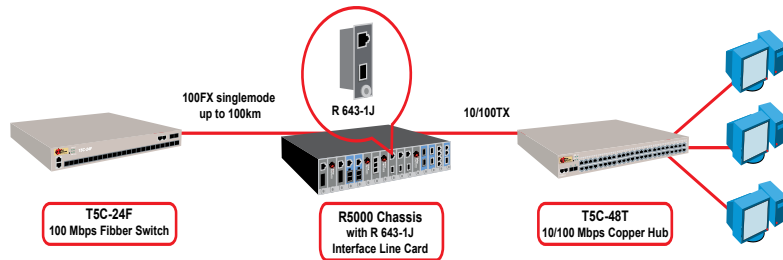 R 643-1J
100FX singlemode
up to 100km
10/100TX
T5C-24F
100 Mbps Fibber Switch
R5000 Chassis
with R 643-1J
Interface Line Card
T5C-48T
10/100 Mbps Copper Hub